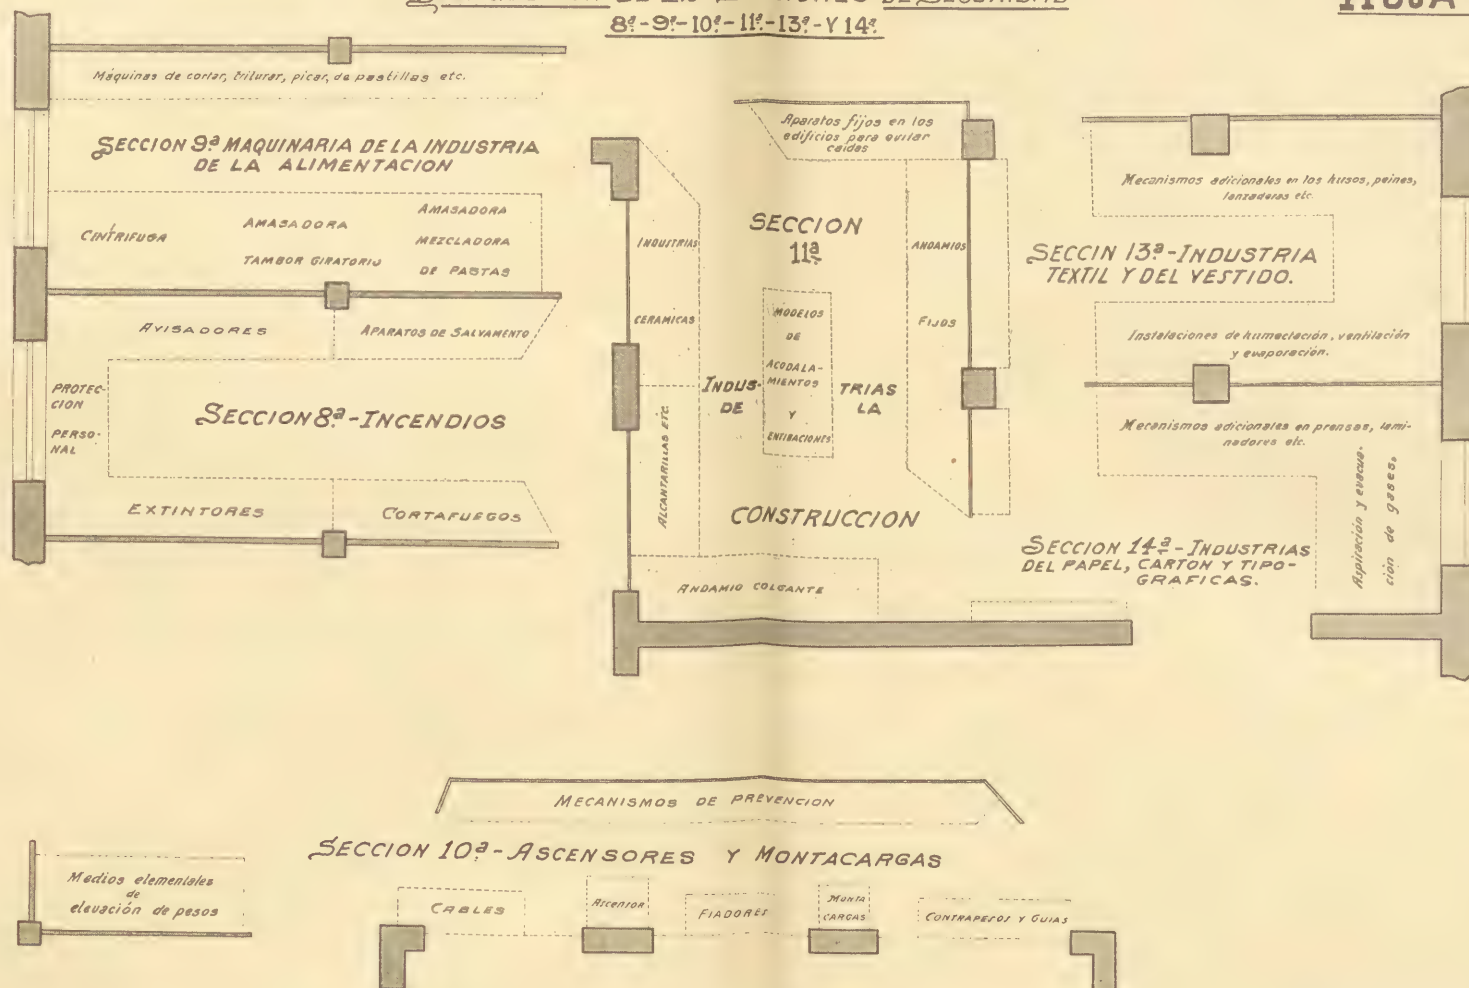 DE SEGURIDAD
8ª-9ª-10ª-11ª-13ª-Y 14ª
Máquinas de cortar, triturar, picar, de pastillas etc.
SECCION 9ª MAQUINARIA DE LA INDUSTRIA
DE LA ALIMENTACION
CINTRIFUGA
AMASADORA
TAMBOR GIRATORIO
AMASADORA
MEZCLADORA
DE PASTAS
AVISADORES
APARATOS DE SALVAMENTO
PROTEC-
CION
PERSO-
NAL
SECCION 8ª-INCENDIOS
EXTINTORES
CORTAFUEGOS
Aparatos fijos en los
edificios para evitar
caidas
SECCION
11ª
INDUSTRIAS
CERAMICAS
ALCANTARILLAS ETC.
MODELOS
DE
ACODALA-
MIENTOS
Y
ENTIBACIONES
ANDAMIOS
FIJOS
INDUS-
TRIAS
DE
LA
CONSTRUCCION
ANDAMIO COLGANTE
Mecanismos adicionales en los husos, peines,
lanzaderas etc.
SECCIN 13ª-INDUSTRIA
TEXTIL Y DEL VESTIDO.
Instalaciones de humectación, ventilación
y evaporación.
Mecanismos adicionales en prensas, lami-
nadores etc.
SECCION 14ª-INDUSTRIAS
DEL PAPEL, CARTON Y TIPO-
GRAFICAS.
Aspiración y evacua-
ción de gases.
MECANISMOS DE PREVENCION
SECCION 10ª-ASCENSORES Y MONTACARGAS
Medios elementales
de
elevación de pesos
CABLES
Ascensor
FIADORES
MONTA
CARGAS
CONTRAPESOS Y GUIAS